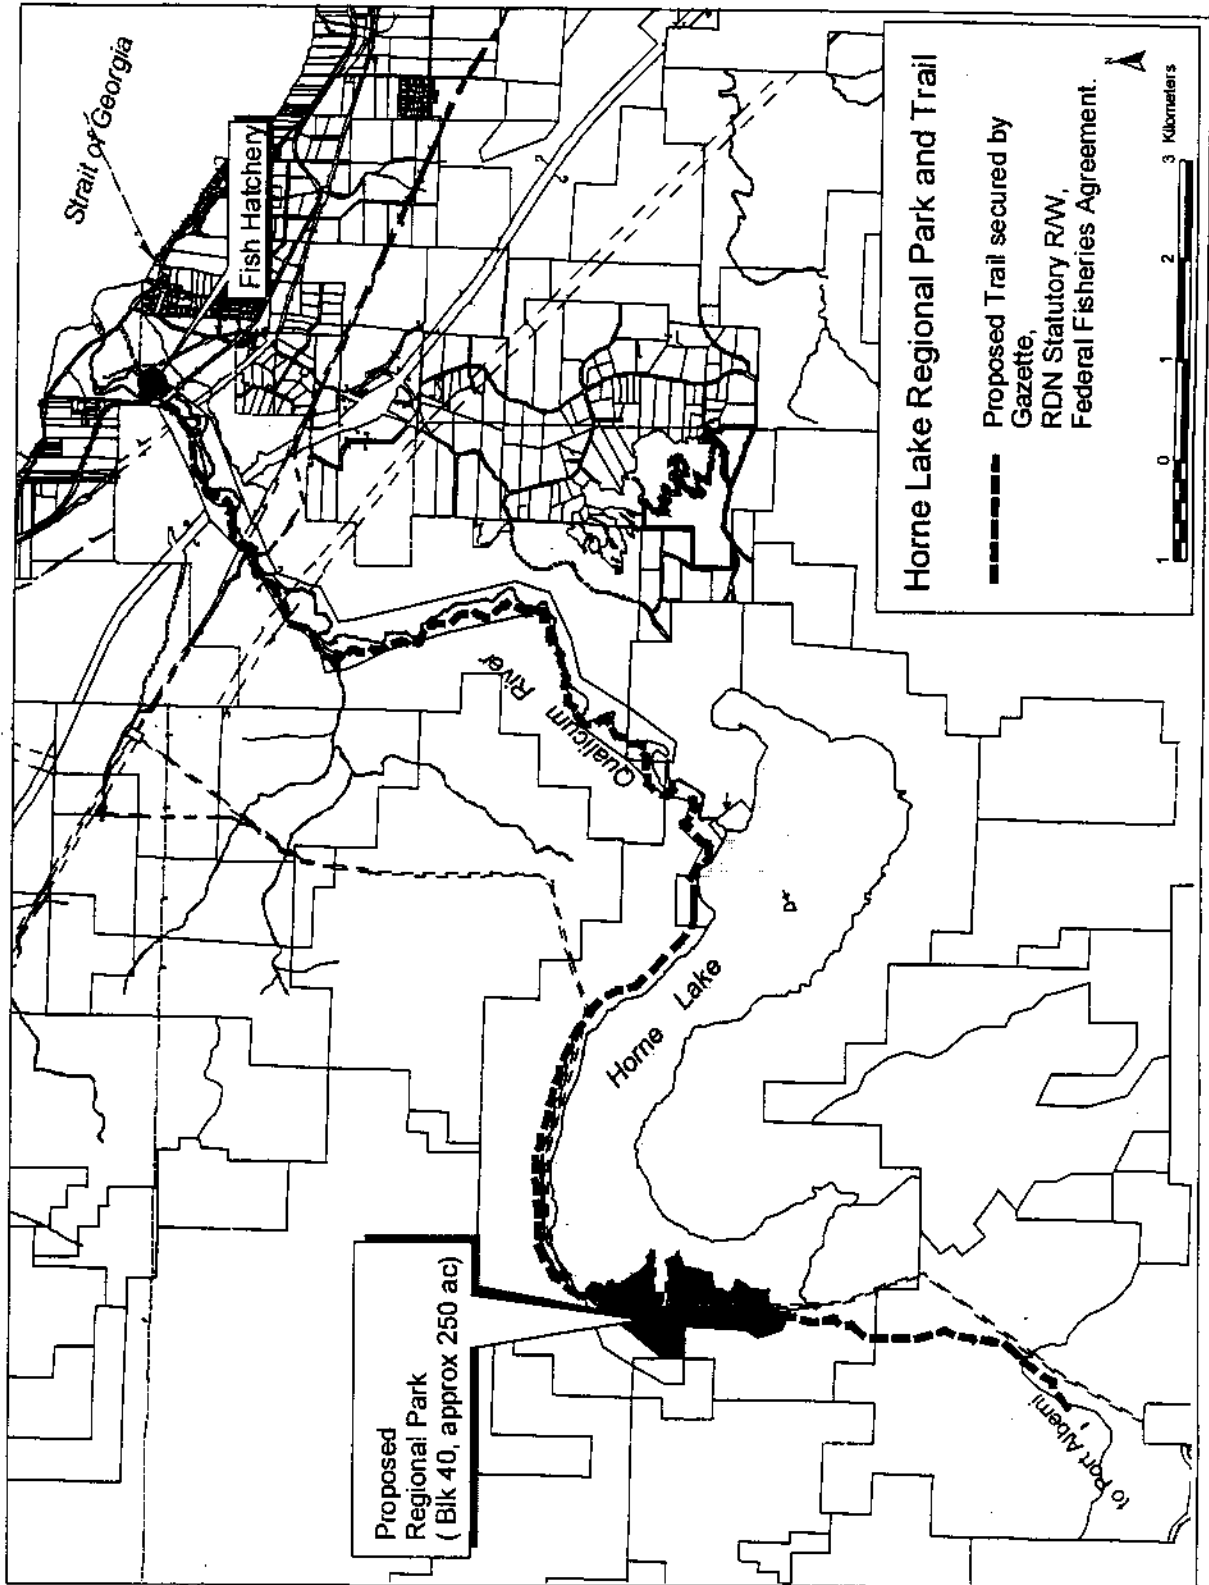 Strait of Georgia
Fish Hatchery
Qualicum
River
Horne Lake
Proposed
Regional Park
( Blk 40, approx 250 ac)
to Port Alberni
Horne Lake Regional Park and Trail
Proposed Trail secured by
Gazette,
RDN Statutory R/W,
Federal Fisheries Agreement.
N
1 0 1 2 3 Kilometers